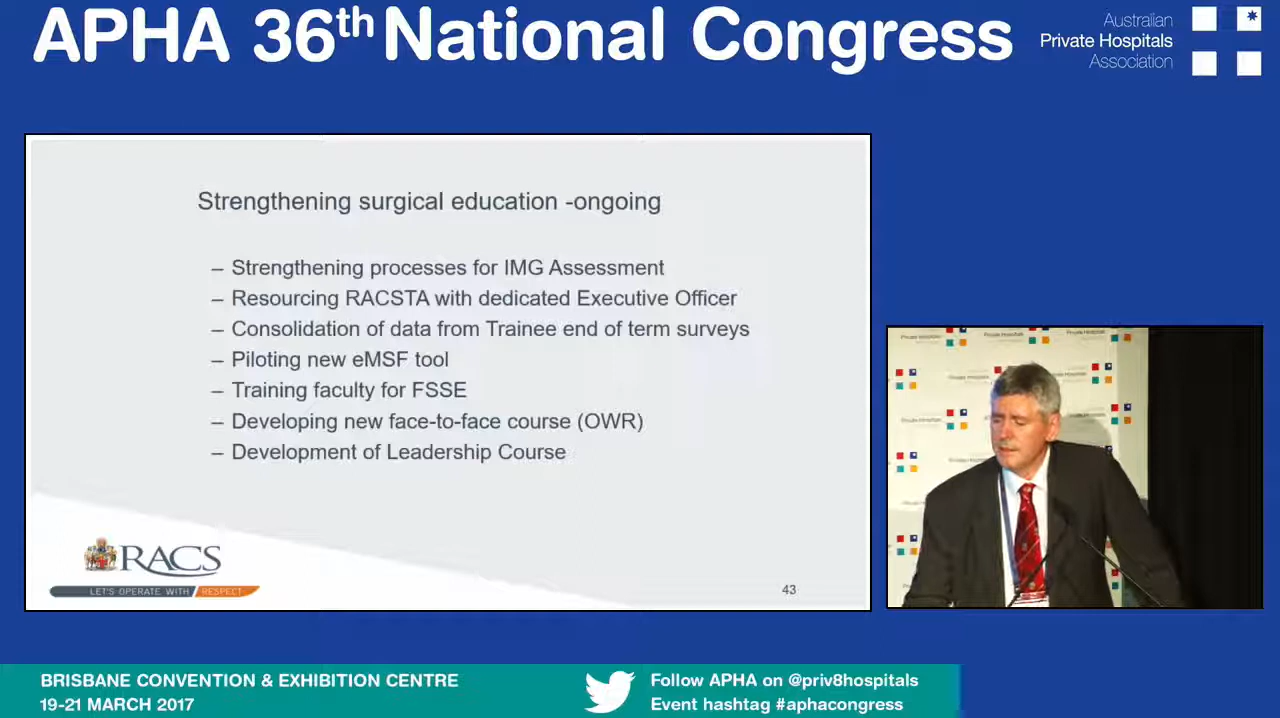 APHA 36th National Congress
Australian
Private Hospitals
Association
Strengthening surgical education -ongoing
– Strengthening processes for IMG Assessment
– Resourcing RACSTA with dedicated Executive Officer
– Consolidation of data from Trainee end of term surveys
– Piloting new eMSF tool
– Training faculty for FSSE
– Developing new face-to-face course (OWR)
– Development of Leadership Course
RACS
LET'S OPERATE WITH RESPECT
43
BRISBANE CONVENTION & EXHIBITION CENTRE
19-21 MARCH 2017
Follow APHA on @priv8hospitals
Event hashtag #aphacongress